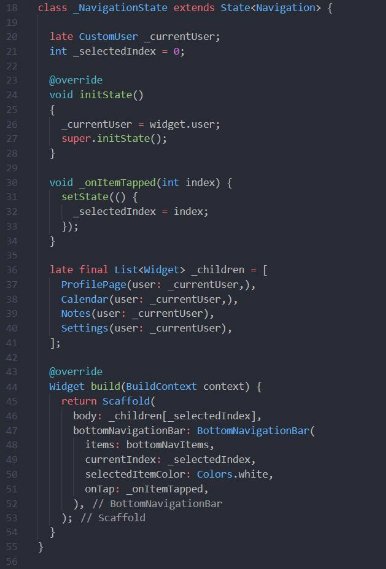 18 class _NavigationState extends State<Navigation> {
19
20 late CustomUser _currentUser;
21 int _selectedIndex = 0;
22
23 @override
24 void initState()
25 {
26 _currentUser = widget.user;
27 super.initState();
28 }
29
30 void _onItemTapped(int index) {
31 setState(() {
32 _selectedIndex = index;
33 });
34 }
35
36 late final List<Widget> _children = [
37 ProfilePage(user: _currentUser,),
38 Calendar(user: _currentUser,),
39 Notes(user: _currentUser),
40 Settings(user: _currentUser),
41 ];
42
43 @override
44 Widget build(BuildContext context) {
45 return Scaffold(
46 body: _children[_selectedIndex],
47 bottomNavigationBar: BottomNavigationBar(
48 items: bottomNavItems,
49 currentIndex: _selectedIndex,
50 selectedItemColor: Colors.white,
51 onTap: _onItemTapped,
52 ), // BottomNavigationBar
53 ); // Scaffold
54 }
55 }
56